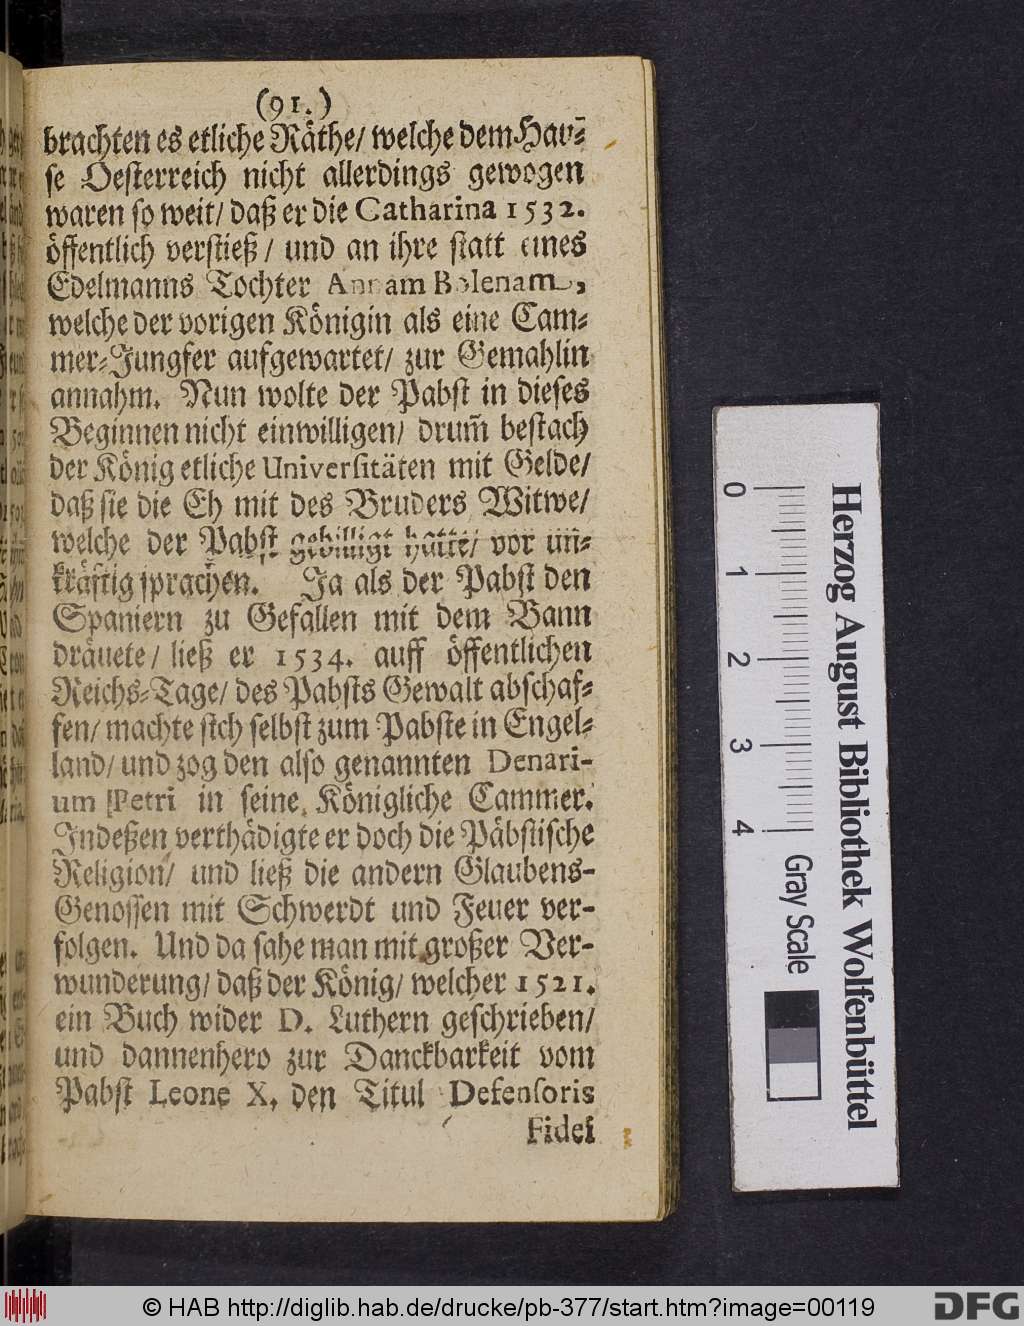 (91.)
brachten es etliche Räthe/ welche dem Hau-
se Oesterreich nicht allerdings gewogen
waren so weit/ daß er die Catharina 1532.
öffentlich verstieß/ und an ihre statt eines
Edelmanns Tochter Annam Bolenam,
welche der vorigen Königin als eine Cam-
mer-Jungfer aufgewartet/ zur Gemahlin
annahm. Nun wolte der Pabst in dieses
Beginnen nicht einwilligen/ drum̃ bestach
der König etliche Universitäten mit Gelde/
daß sie die Eh mit des Bruders Witwe/
welche der Pabst gebilligt hatte/ vor un-
kräftig sprachen. Ja als der Pabst den
Spaniern zu Gefallen mit dem Bann
dräuete/ ließ er 1534. auff öffentlichen
Reichs-Tage/ des Pabsts Gewalt abschaf-
fen/ machte sich selbst zum Pabste in Engel-
land/ und zog den also genannten Denari-
um Petri in seine Königliche Cammer.
Indeßen verthädigte er doch die Päbstische
Religion/ und ließ die andern Glaubens-
Genossen mit Schwerdt und Feuer ver-
folgen. Und da sahe man mit großer Ver-
wunderung/ daß der König/ welcher 1521.
ein Buch wider D. Luthern geschrieben/
und dannenhero zur Danckbarkeit vom
Pabst Leone X. den Titul Defensoris
Fidei
0
1
2
3
4
Gray Scale
Herzog August Bibliothek Wolfenbüttel
© HAB http://diglib.hab.de/drucke/pb-377/start.htm?image=00119
DFG